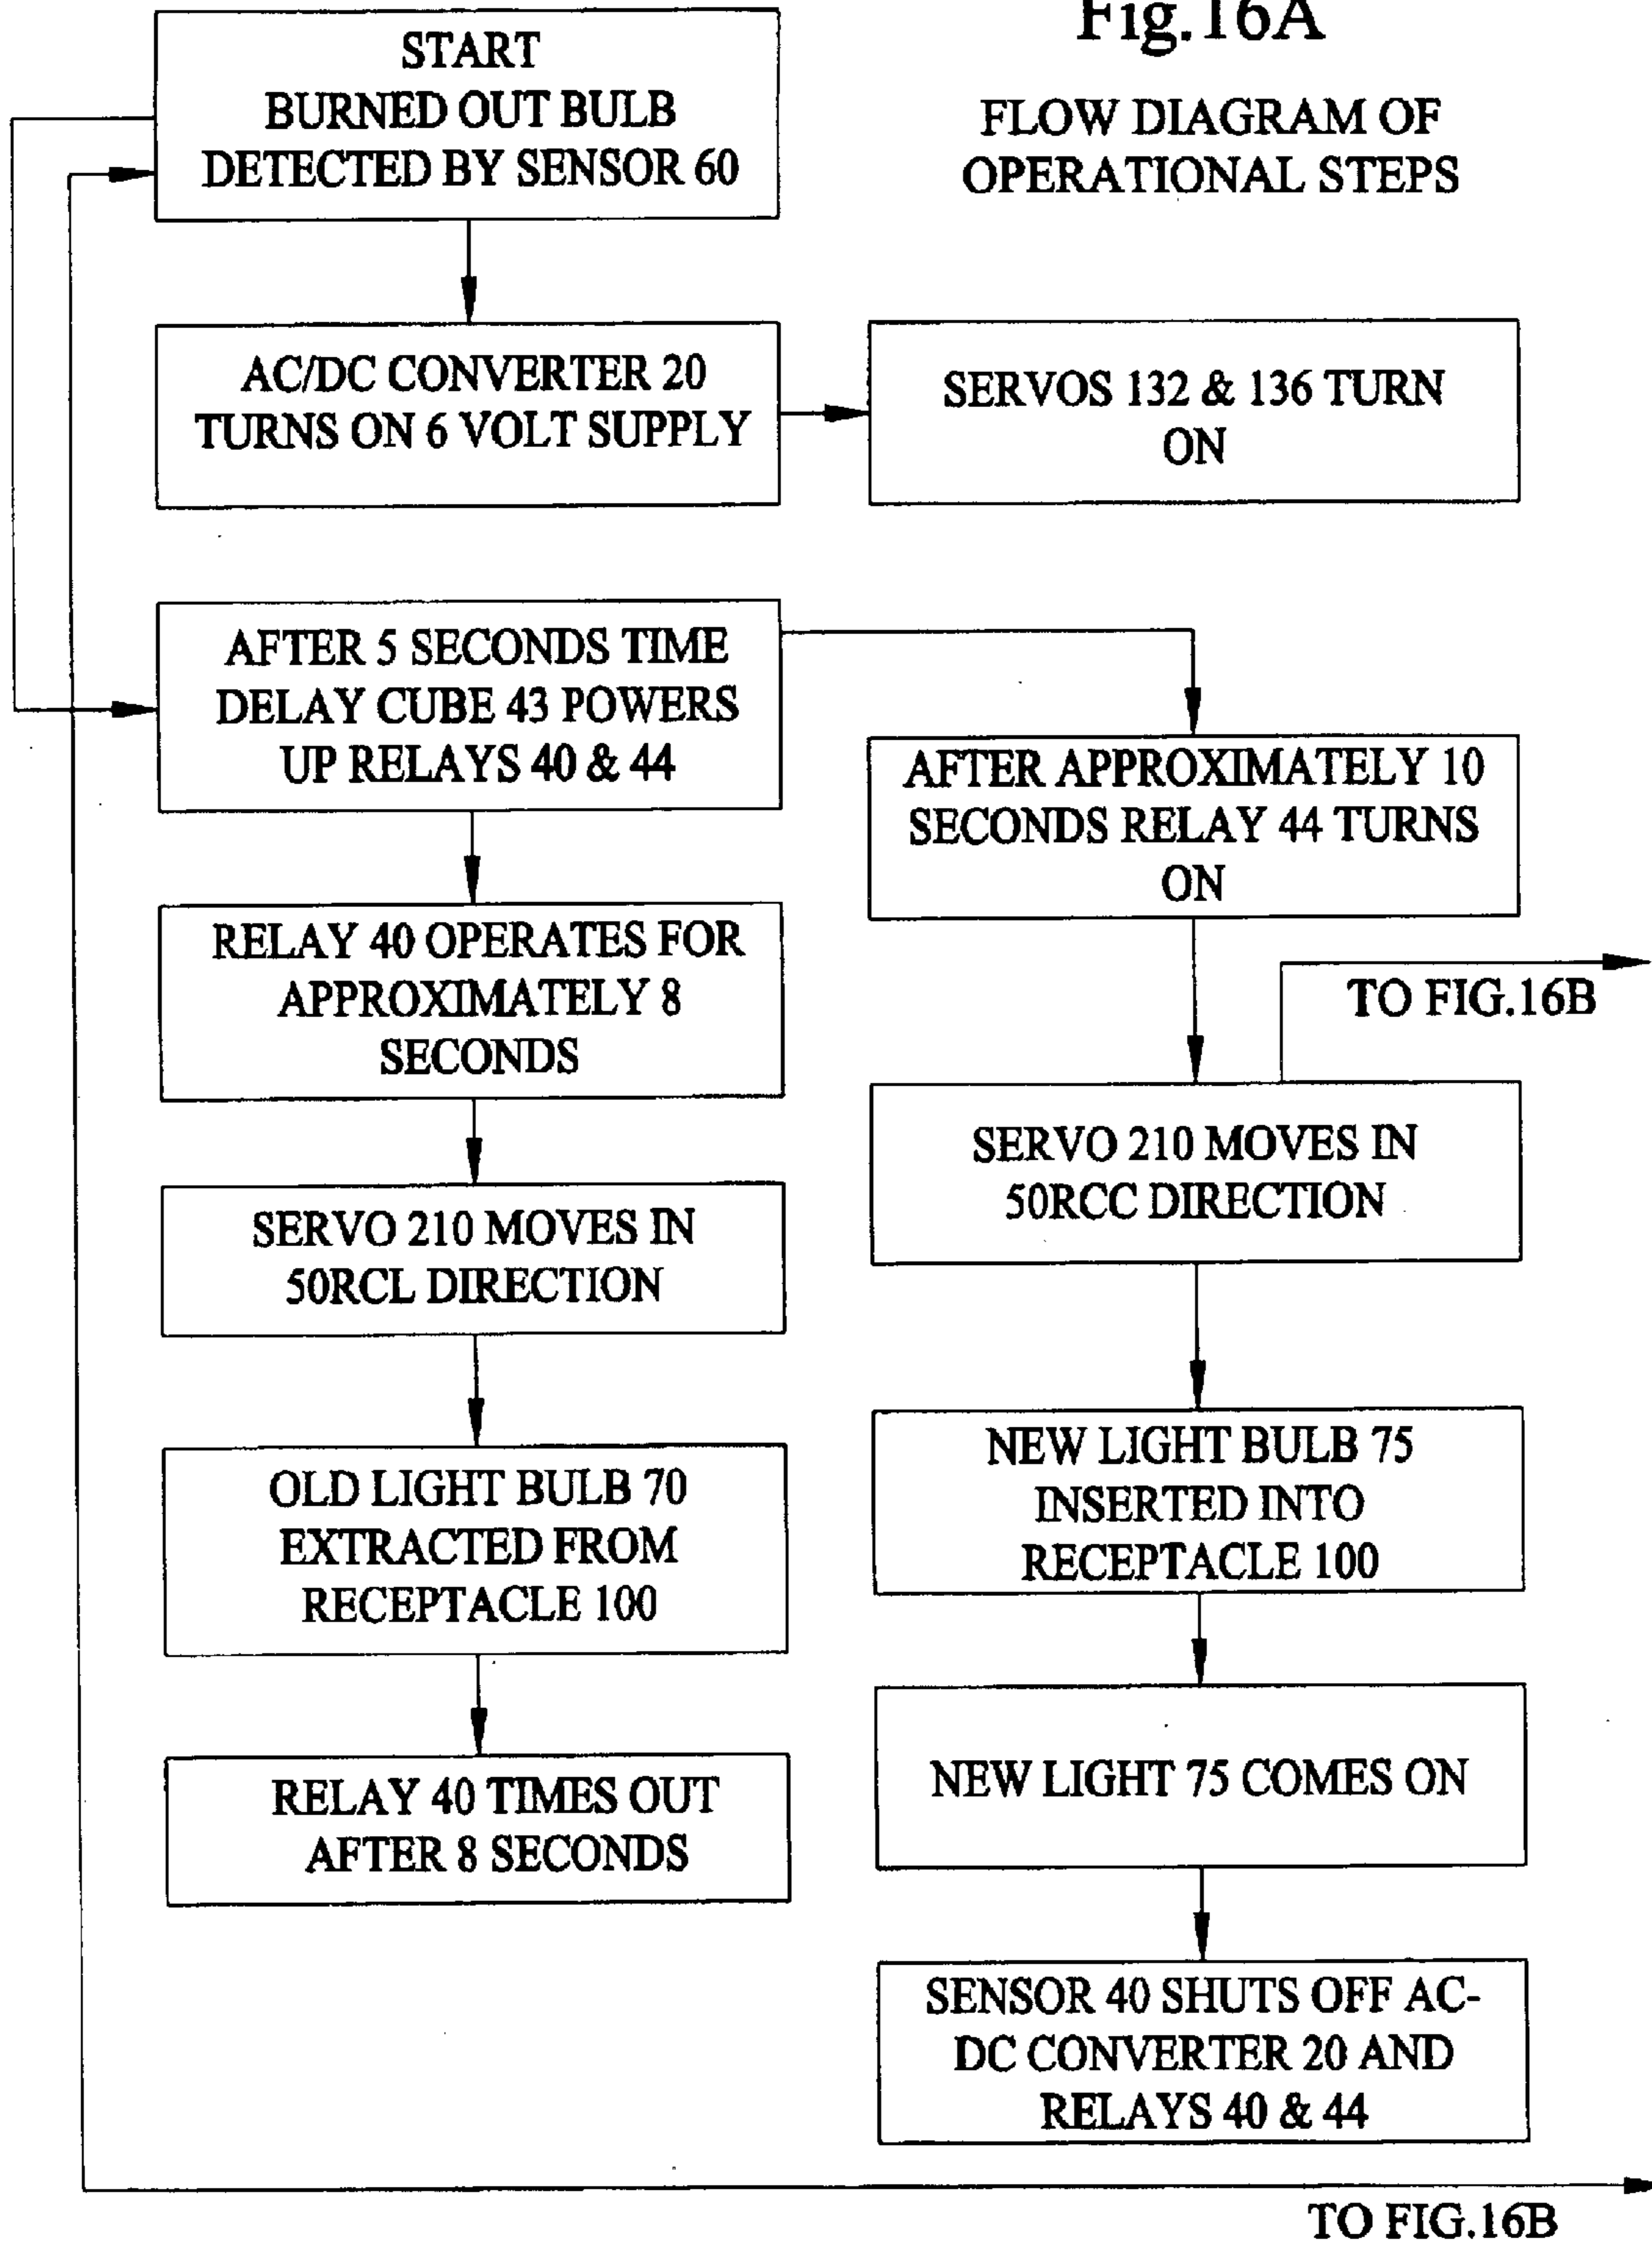 Fig.16A
FLOW DIAGRAM OF
OPERATIONAL STEPS
START
BURNED OUT BULB
DETECTED BY SENSOR 60
AC/DC CONVERTER 20
TURNS ON 6 VOLT SUPPLY
SERVOS 132 & 136 TURN
ON
AFTER 5 SECONDS TIME
DELAY CUBE 43 POWERS
UP RELAYS 40 & 44
RELAY 40 OPERATES FOR
APPROXIMATELY 8
SECONDS
SERVO 210 MOVES IN
50RCL DIRECTION
OLD LIGHT BULB 70
EXTRACTED FROM
RECEPTACLE 100
RELAY 40 TIMES OUT
AFTER 8 SECONDS
AFTER APPROXIMATELY 10
SECONDS RELAY 44 TURNS
ON
TO FIG.16B
SERVO 210 MOVES IN
50RCC DIRECTION
NEW LIGHT BULB 75
INSERTED INTO
RECEPTACLE 100
NEW LIGHT 75 COMES ON
SENSOR 40 SHUTS OFF AC-
DC CONVERTER 20 AND
RELAYS 40 & 44
TO FIG.16B